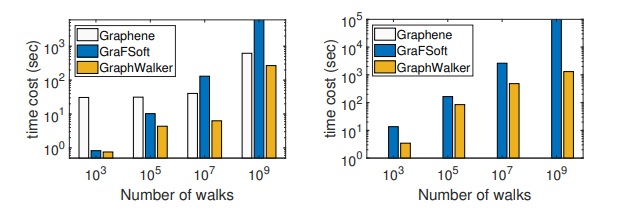 Graphene
GraFSoft
GraphWalker
time cost (sec)
10³
10²
10¹
10⁰
10³ 10⁵ 10⁷ 10⁹
Number of walks
Graphene
GraFSoft
GraphWalker
time cost (sec)
10⁵
10⁴
10³
10²
10¹
10⁰
10³ 10⁵ 10⁷ 10⁹
Number of walks